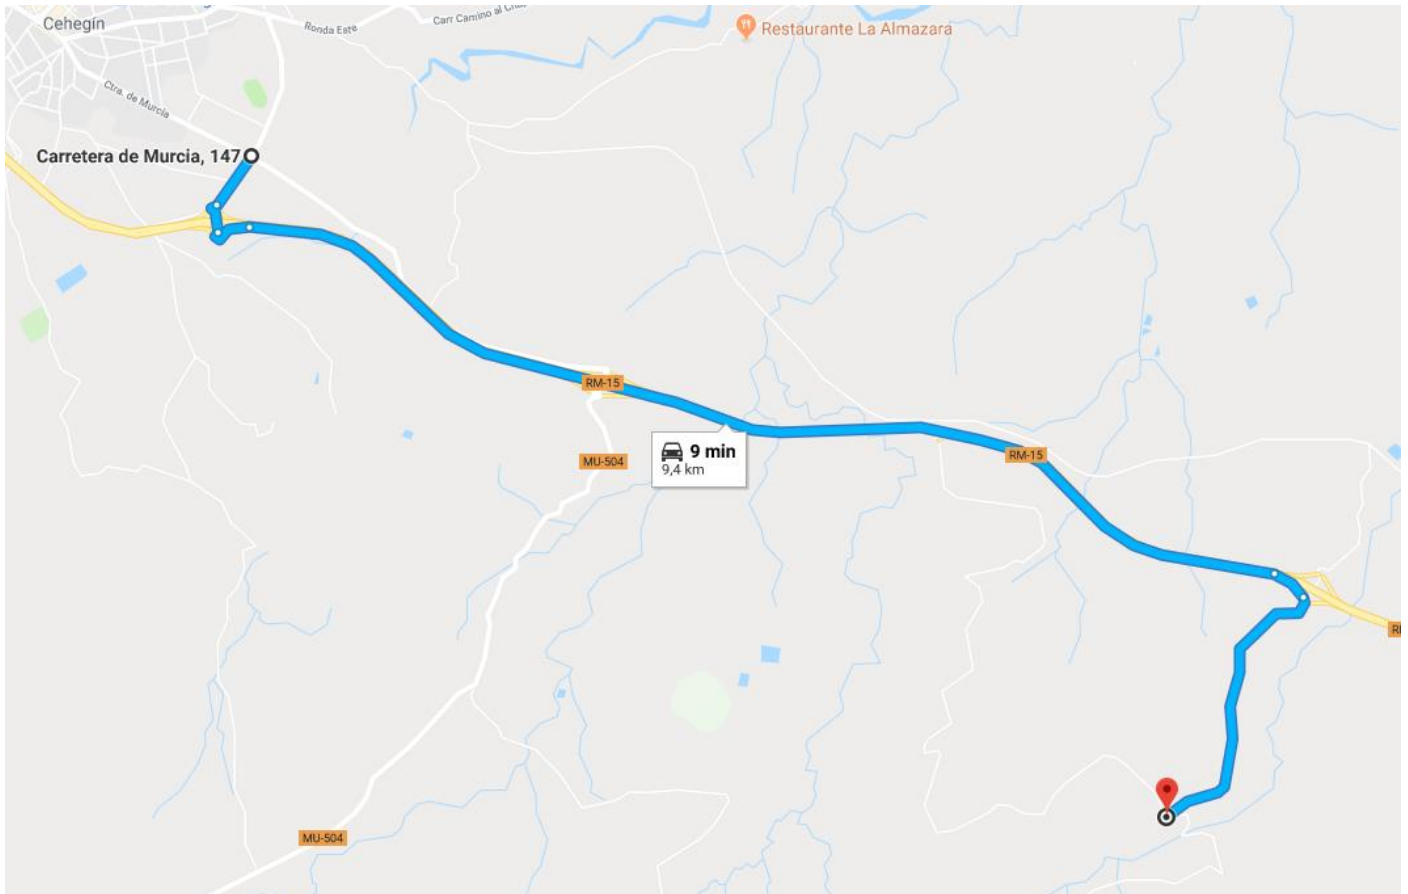 Cehegín
Ronda Este
Carr Camino al Chap
Restaurante La Almazara
Ctra. de Murcia
Carretera de Murcia, 147
RM-15
9 min
9,4 km
MU-504
RM-15
MU-504